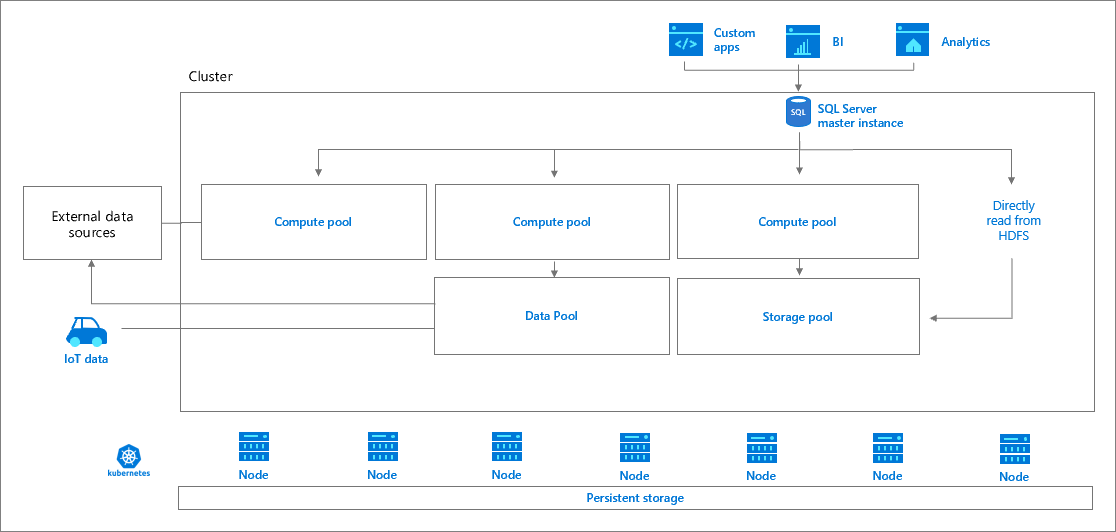 Custom
apps
BI
Analytics
Cluster
</>
SQL
SQL Server
master instance
External data
sources
Compute pool
Compute pool
Compute pool
Directly
read from
HDFS
Data Pool
Storage pool
IoT data
kubernetes
Node
Node
Node
Node
Node
Node
Node
Persistent storage